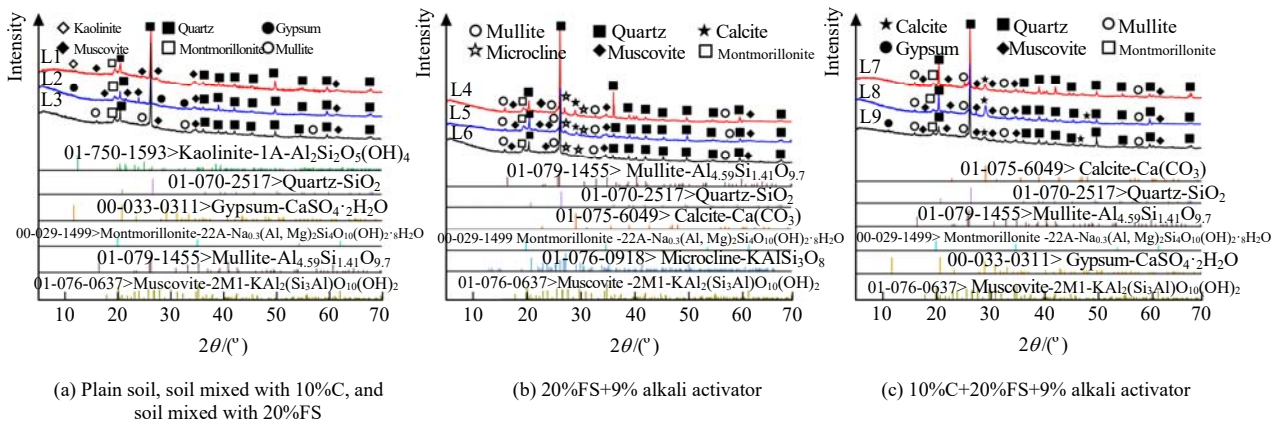 Intensity
Kaolinite Quartz Gypsum
Muscovite Montmorillonite Mullite
L1
L2
L3
01-750-1593>Kaolinite-1A-Al₂Si₂O₅(OH)₄
01-070-2517>Quartz-SiO₂
00-033-0311>Gypsum-CaSO₄·₂H₂O
00-029-1499>Montmorillonite-22A-Na₀.₃(Al, Mg)₂Si₄O₁₀(OH)₂·₈H₂O
01-079-1455>Mullite-Al₄.₅₉Si₁.₄₁O₉.₇
01-076-0637>Muscovite-2M1-KAl₂(Si₃Al)O₁₀(OH)₂
10 20 30 40 50 60 70
2θ/(°)
(a) Plain soil, soil mixed with 10%C, and
soil mixed with 20%FS
Intensity
Mullite Quartz Calcite
Microcline Muscovite Montmorillonite
L4
L5
L6
01-079-1455> Mullite-Al₄.₅₉Si₁.₄₁O₉.₇
01-070-2517>Quartz-SiO₂
01-075-6049> Calcite-Ca(CO₃)
00-029-1499 Montmorillonite -22A-Na₀.₃(Al, Mg)₂Si₄O₁₀(OH)₂·₈H₂O
01-076-0918> Microcline-KAlSi₃O₈
01-076-0637> Muscovite -2M1-KAl₂(Si₃Al)O₁₀(OH)₂
10 20 30 40 50 60 70
2θ/(°)
(b) 20%FS+9% alkali activator
Intensity
Calcite Quartz Mullite
Gypsum Muscovite Montmorillonite
L7
L8
L9
01-075-6049> Calcite-Ca(CO₃)
01-070-2517>Quartz-SiO₂
01-079-1455>Mullite-Al₄.₅₉Si₁.₄₁O₉.₇
00-029-1499> Montmorillonite -22A-Na₀.₃(Al, Mg)₂Si₄O₁₀(OH)₂·₈H₂O
00-033-0311> Gypsum-CaSO₄·₂H₂O
01-076-0637> Muscovite-2M1-KAl₂(Si₃Al)O₁₀(OH)₂
10 20 30 40 50 60 70
2θ/(°)
(c) 10%C+20%FS+9% alkali activator